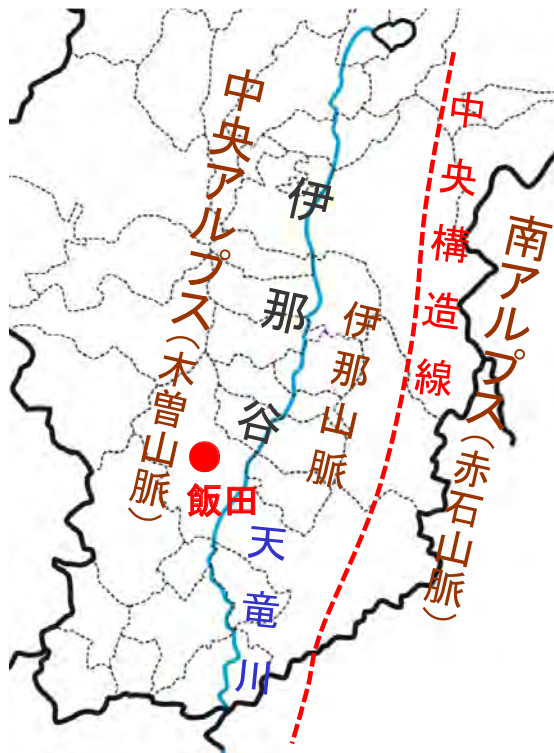 中央アルプス（木曽山脈）
伊那谷
伊那山脈
中央構造線
南アルプス（赤石山脈）
飯田
天竜川